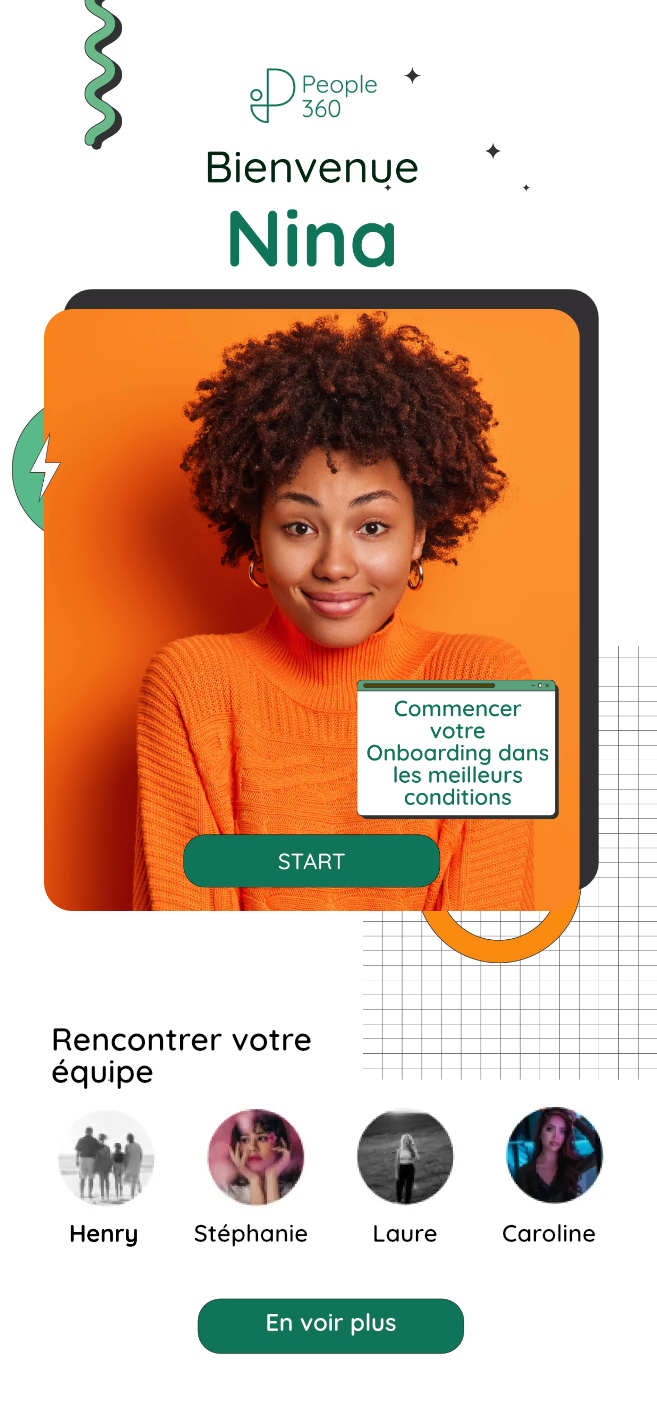 People
360
Bienvenue
Nina
Commencer
votre
Onboarding dans
les meilleurs
conditions
START
Rencontrer votre
équipe
Henry
Stéphanie
Laure
Caroline
En voir plus